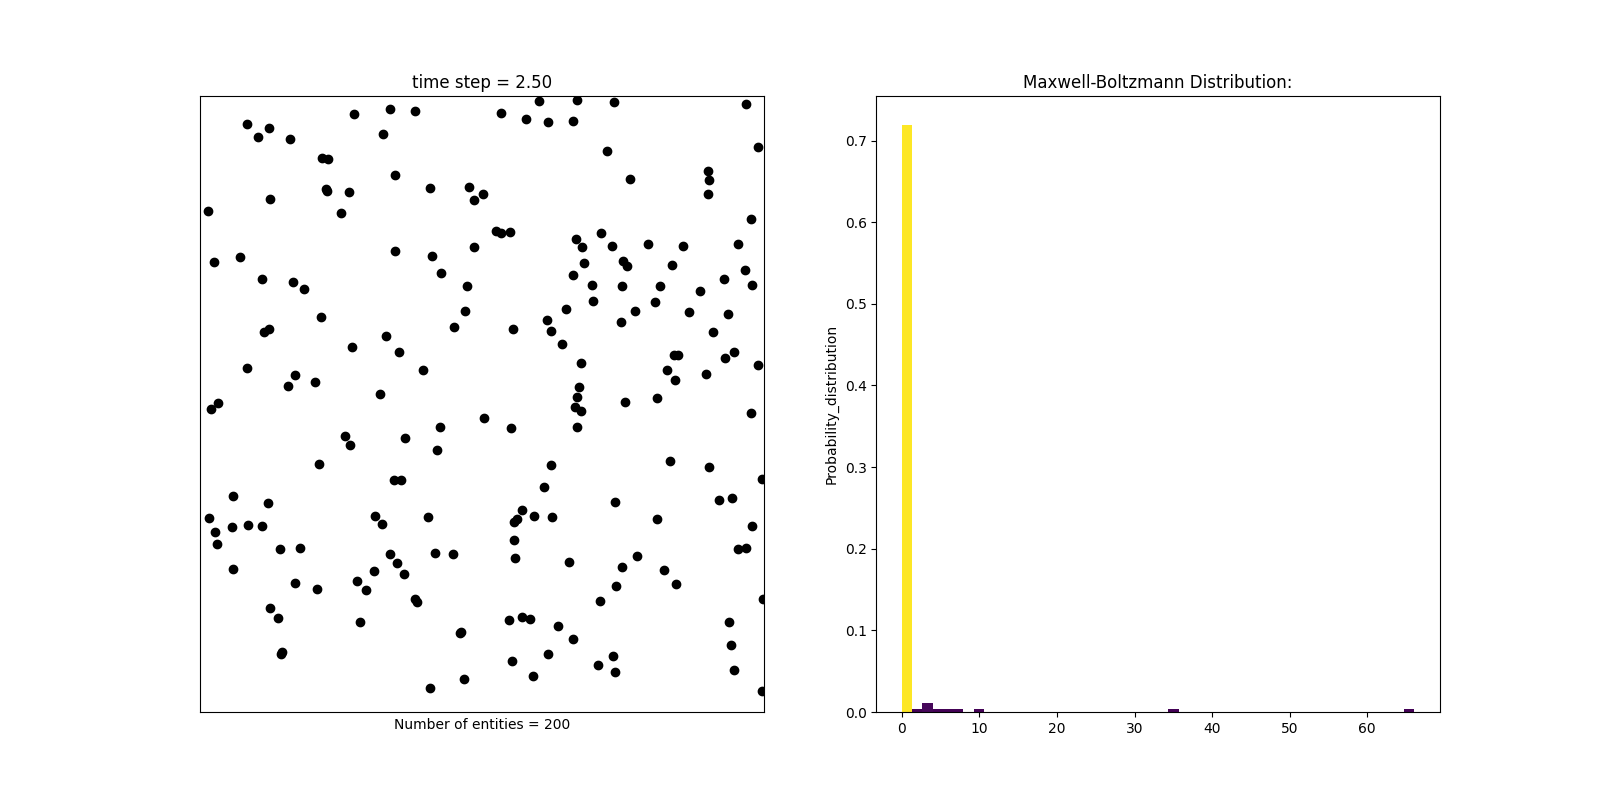 time step = 2.50
Number of entities = 200
Maxwell-Boltzmann Distribution:
Probability_distribution
0.7
0.6
0.5
0.4
0.3
0.2
0.1
0.0
0 10 20 30 40 50 60